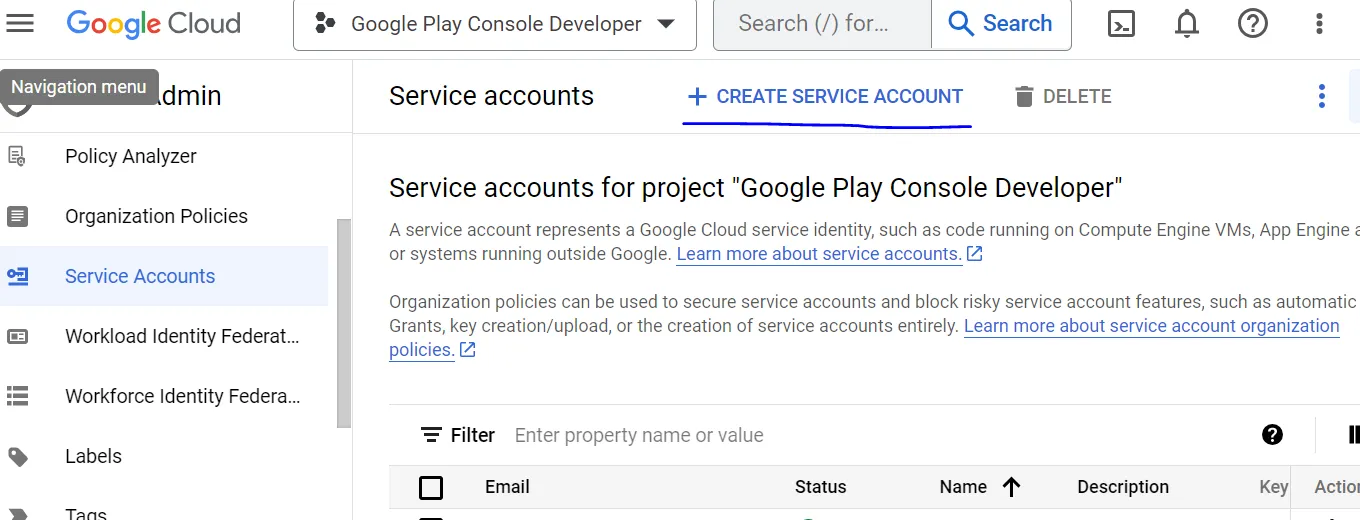 Google Cloud
Google Play Console Developer
Search (/) for...
Search
Navigation menu
dmin
Service accounts
CREATE SERVICE ACCOUNT
DELETE
Policy Analyzer
Organization Policies
Service Accounts
Workload Identity Federat...
Workforce Identity Federa...
Labels
Tags
Service accounts for project "Google Play Console Developer"
A service account represents a Google Cloud service identity, such as code running on Compute Engine VMs, App Engine a
or systems running outside Google. Learn more about service accounts.
Organization policies can be used to secure service accounts and block risky service account features, such as automatic
Grants, key creation/upload, or the creation of service accounts entirely. Learn more about service account organization
policies.
Filter Enter property name or value
Email Status Name Description Key Action